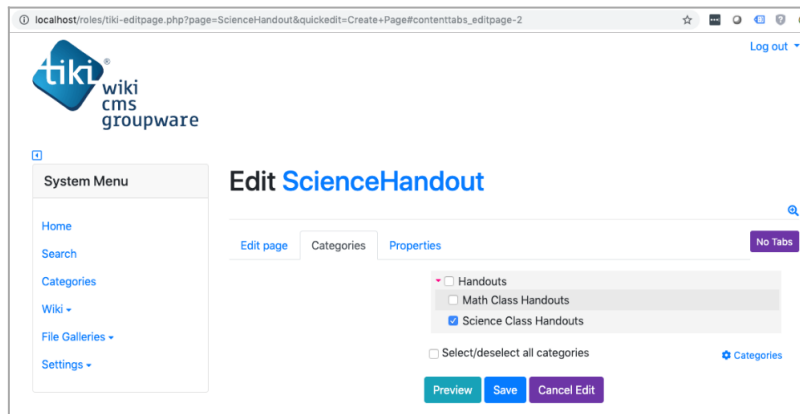 localhost/roles/tiki-editpage.php?page=ScienceHandout&quickedit=Create+Page#contenttabs_editpage-2
Log out
tiki®
wiki
cms
groupware
System Menu
Home
Search
Categories
Wiki
File Galleries
Settings
Edit ScienceHandout
Edit page Categories Properties
No Tabs
Handouts
Math Class Handouts
Science Class Handouts
Select/deselect all categories
Categories
Preview Save Cancel Edit